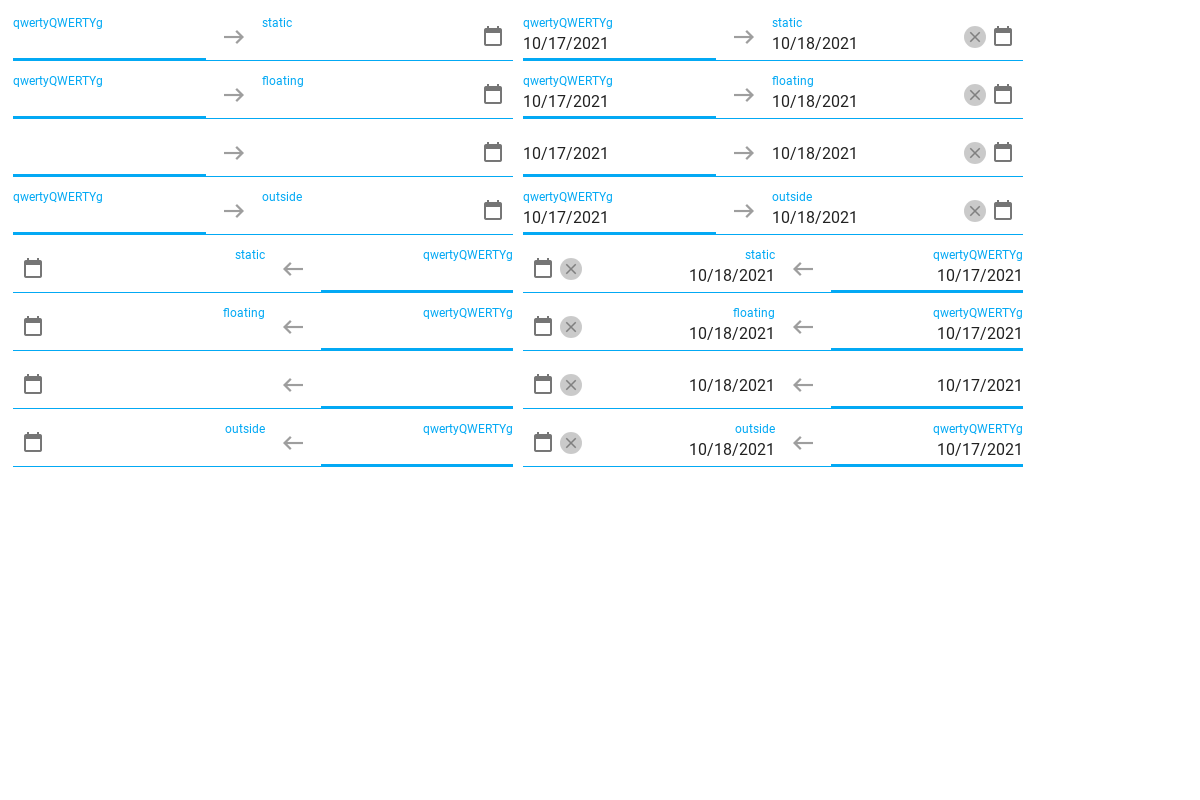 qwertyQWERTYg static qwertyQWERTYg static
10/17/2021 10/18/2021
qwertyQWERTYg floating qwertyQWERTYg floating
10/17/2021 10/18/2021
10/17/2021 10/18/2021
qwertyQWERTYg outside qwertyQWERTYg outside
10/17/2021 10/18/2021
static qwertyQWERTYg static qwertyQWERTYg
10/18/2021 10/17/2021
floating qwertyQWERTYg floating qwertyQWERTYg
10/18/2021 10/17/2021
10/18/2021 10/17/2021
outside qwertyQWERTYg outside qwertyQWERTYg
10/18/2021 10/17/2021